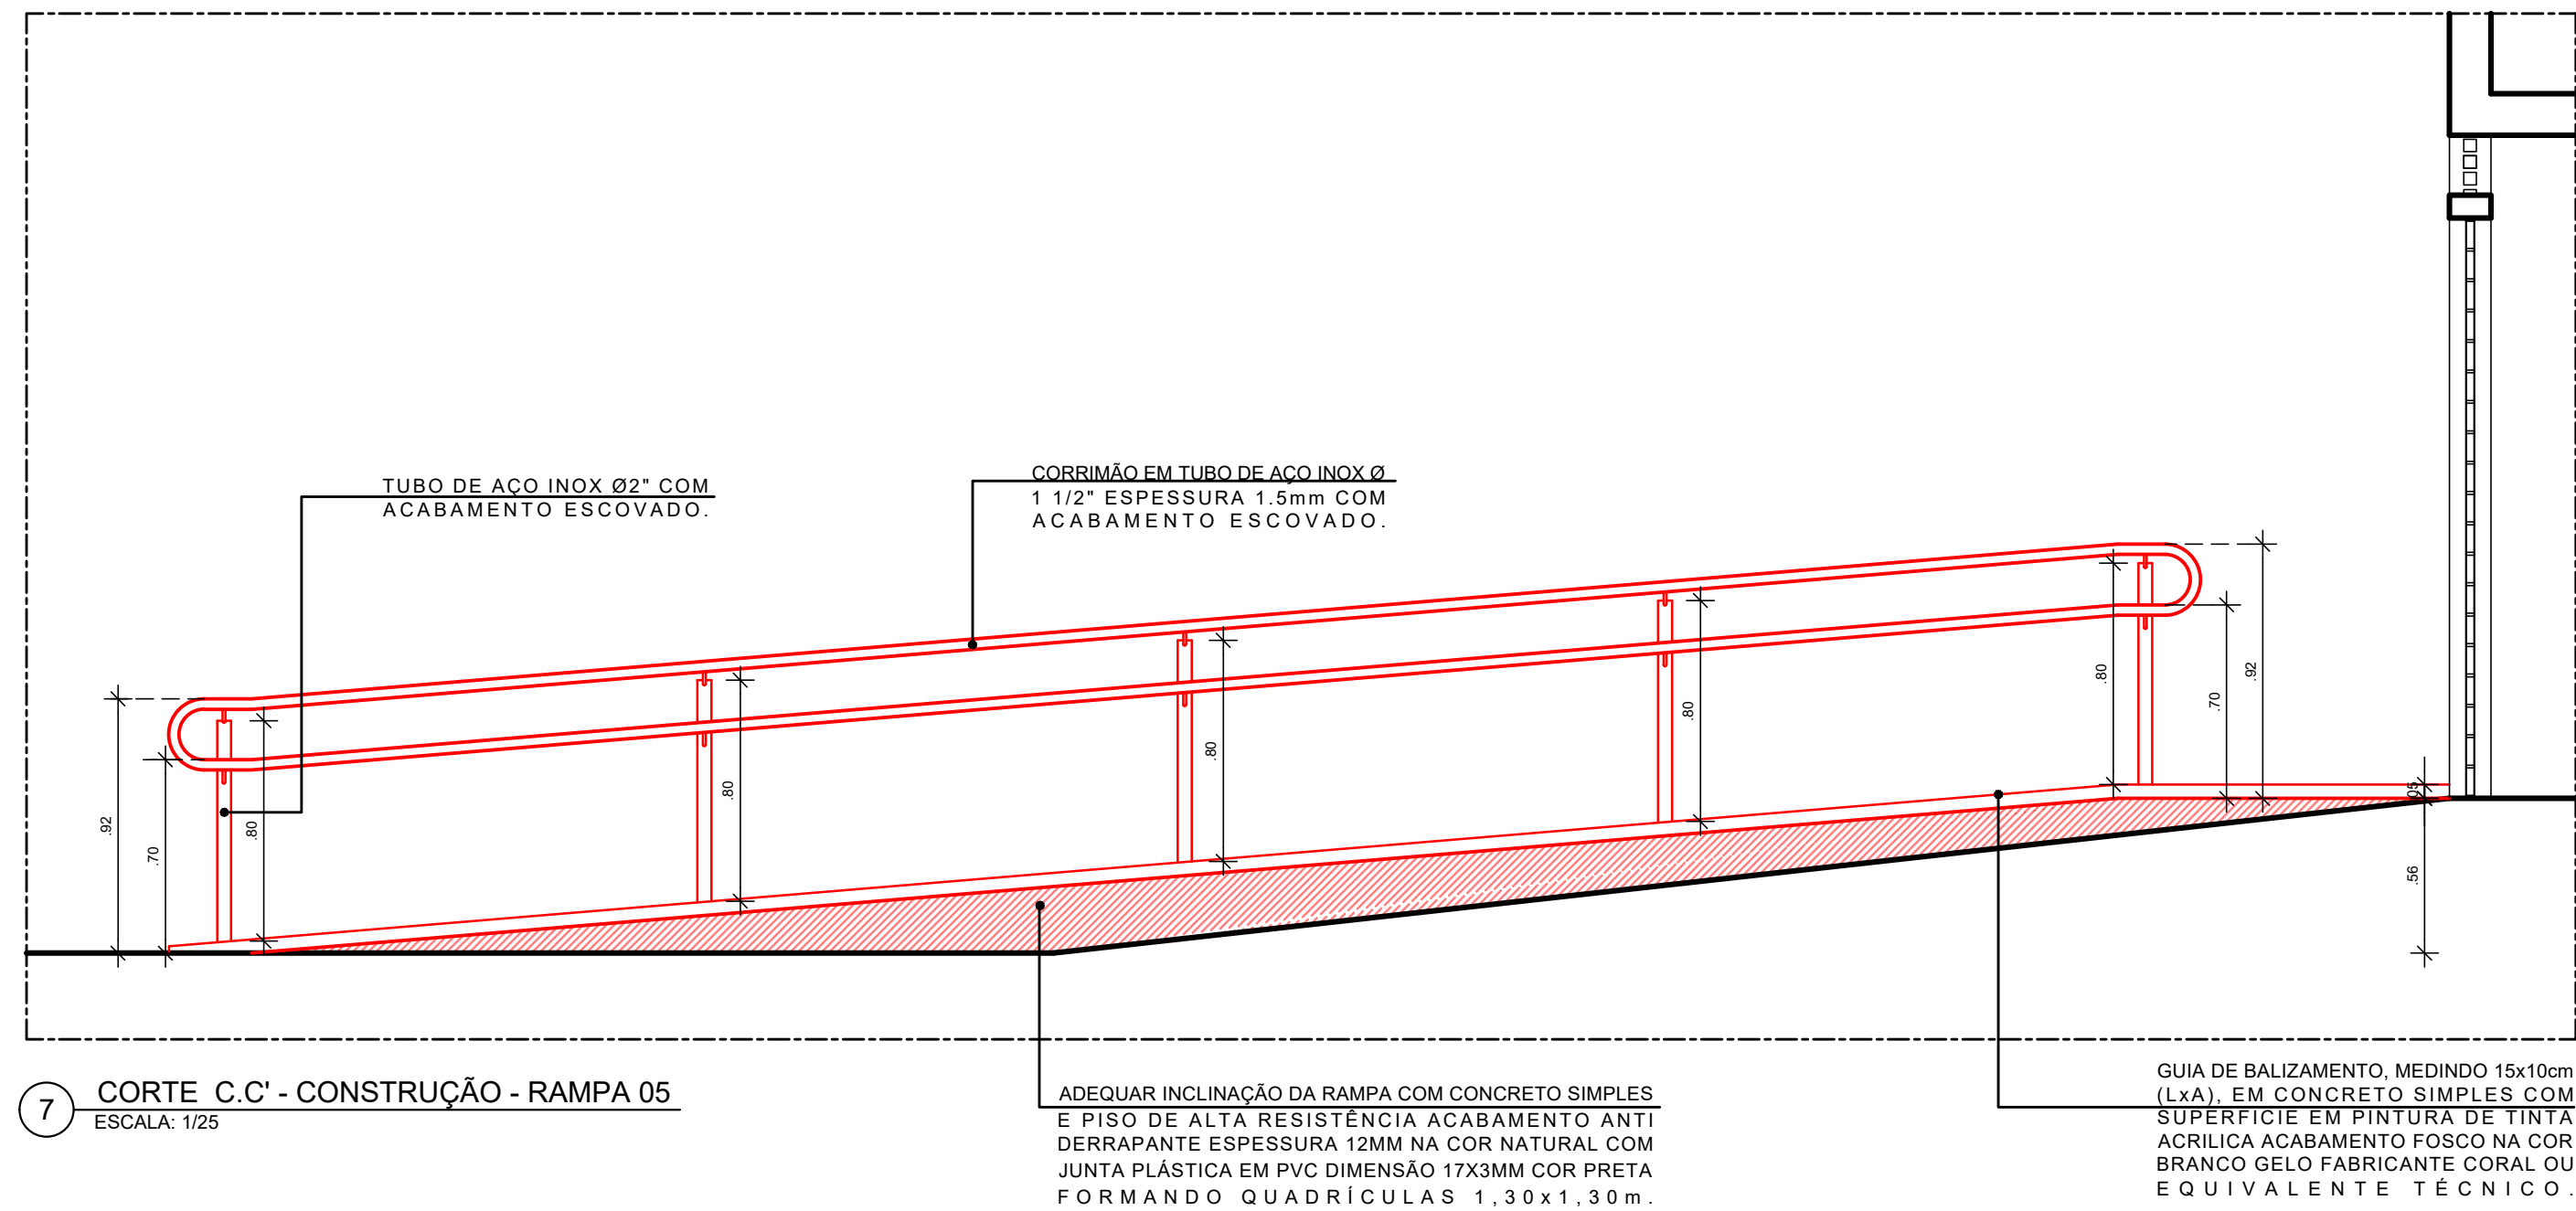 TUBO DE AÇO INOX Ø2" COM
ACABAMENTO ESCOVADO.
CORRIMÃO EM TUBO DE AÇO INOX Ø
1 1/2" ESPESSURA 1.5mm COM
ACABAMENTO ESCOVADO.
.92
.70
.80
.80
.80
.80
.80
.70
.92
.05
.56
7
CORTE C.C' - CONSTRUÇÃO - RAMPA 05
ESCALA: 1/25
ADEQUAR INCLINAÇÃO DA RAMPA COM CONCRETO SIMPLES
E PISO DE ALTA RESISTÊNCIA ACABAMENTO ANTI
DERRAPANTE ESPESSURA 12MM NA COR NATURAL COM
JUNTA PLÁSTICA EM PVC DIMENSÃO 17X3MM COR PRETA
FORMANDO QUADRÍCULAS 1,30x1,30m.
GUIA DE BALIZAMENTO, MEDINDO 15x10cm
(LxA), EM CONCRETO SIMPLES COM
SUPERFICIE EM PINTURA DE TINTA
ACRILICA ACABAMENTO FOSCO NA COR
BRANCO GELO FABRICANTE CORAL OU
EQUIVALENTE TÉCNICO.